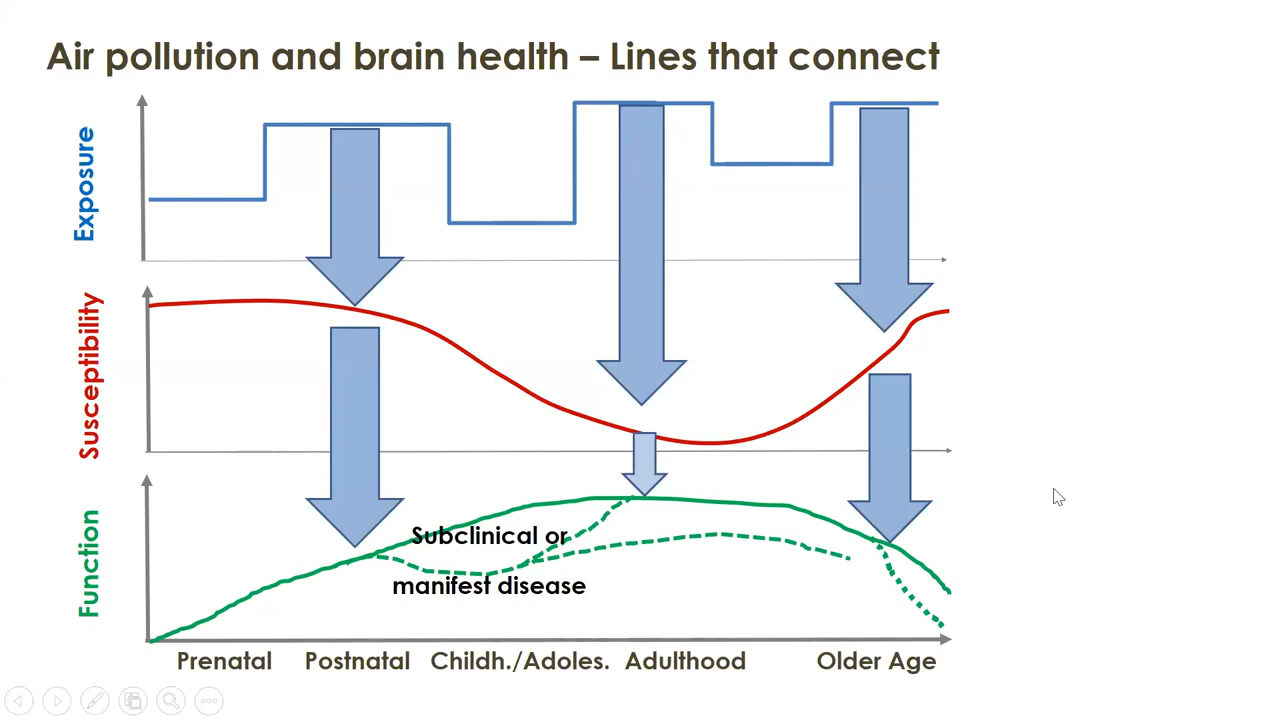 Air pollution and brain health – Lines that connect
Exposure
Susceptibility
Function
Subclinical or
manifest disease
Prenatal
Postnatal
Childh./Adoles.
Adulthood
Older Age